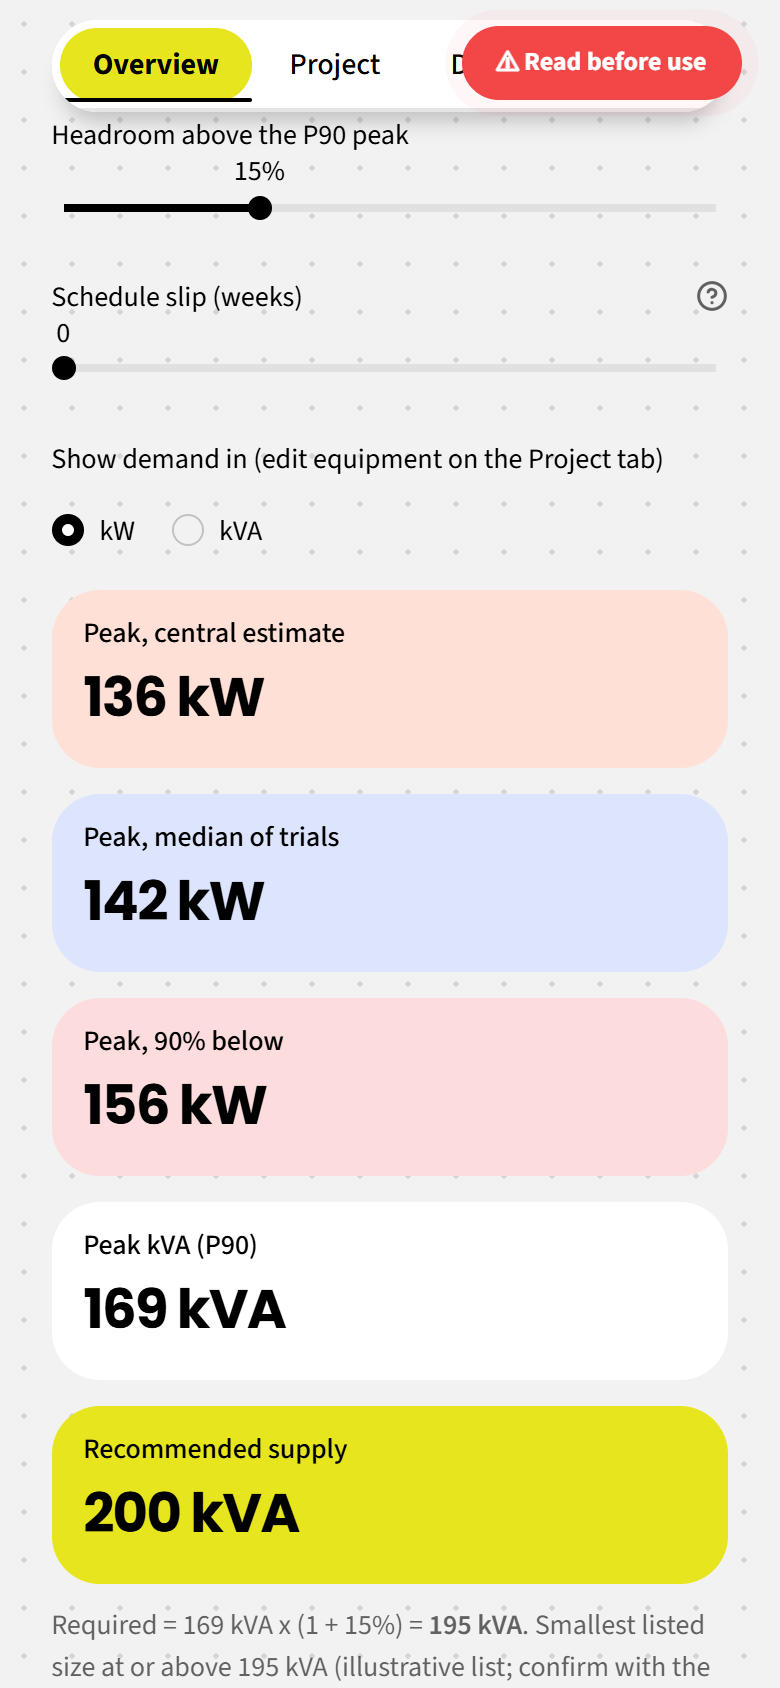 Overview Project D ⚠ Read before use
Headroom above the P90 peak
15%
Schedule slip (weeks)
0
Show demand in (edit equipment on the Project tab)
kW kVA
Peak, central estimate
136 kW
Peak, median of trials
142 kW
Peak, 90% below
156 kW
Peak kVA (P90)
169 kVA
Recommended supply
200 kVA
Required = 169 kVA x (1 + 15%) = 195 kVA. Smallest listed
size at or above 195 kVA (illustrative list; confirm with the